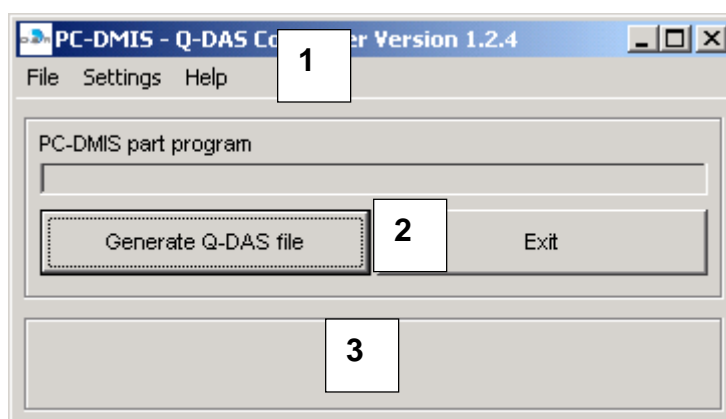 PC-DMIS - Q-DAS Co er Version 1.2.4
1
File Settings Help
PC-DMIS part program
Generate Q-DAS file
2
Exit
3